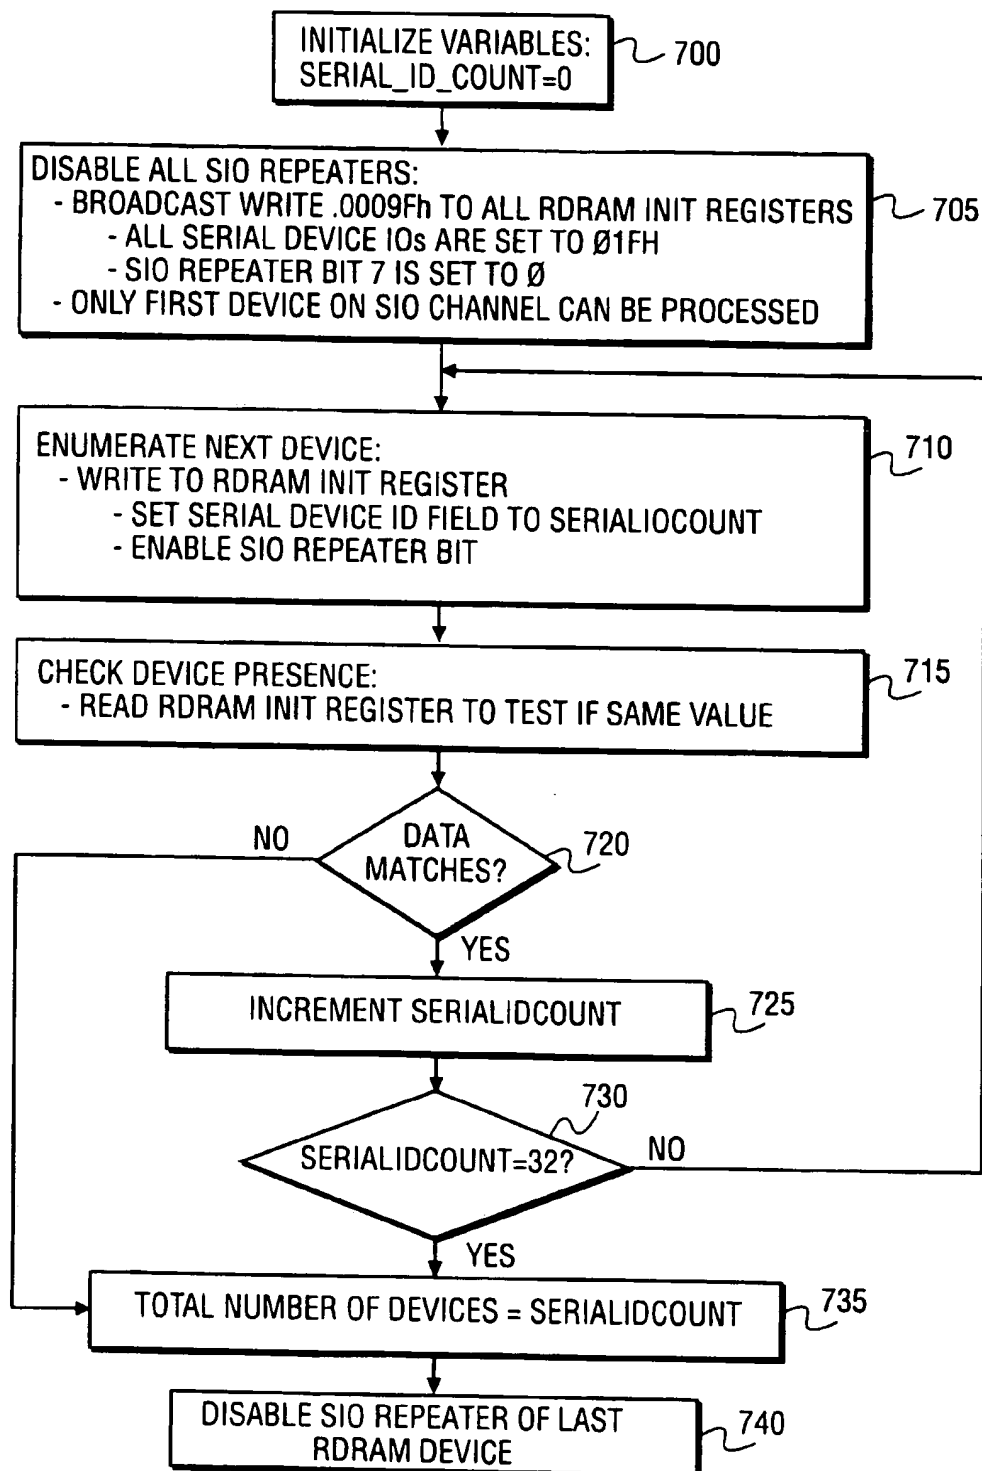 INITIALIZE VARIABLES:
SERIAL_ID_COUNT=0
700
DISABLE ALL SIO REPEATERS:
- BROADCAST WRITE .0009Fh TO ALL RDRAM INIT REGISTERS
- ALL SERIAL DEVICE IOs ARE SET TO Ø1FH
- SIO REPEATER BIT 7 IS SET TO Ø
- ONLY FIRST DEVICE ON SIO CHANNEL CAN BE PROCESSED
705
ENUMERATE NEXT DEVICE:
- WRITE TO RDRAM INIT REGISTER
- SET SERIAL DEVICE ID FIELD TO SERIALIOCOUNT
- ENABLE SIO REPEATER BIT
710
CHECK DEVICE PRESENCE:
- READ RDRAM INIT REGISTER TO TEST IF SAME VALUE
715
NO
DATA
MATCHES?
720
YES
INCREMENT SERIALIDCOUNT
725
730
SERIALIDCOUNT=32?
NO
YES
TOTAL NUMBER OF DEVICES = SERIALIDCOUNT
735
DISABLE SIO REPEATER OF LAST
RDRAM DEVICE
740